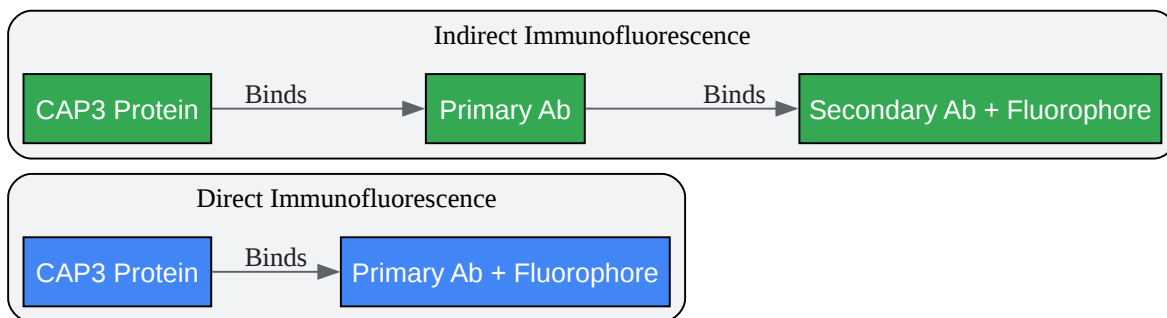 Indirect Immunofluorescence
CAP3 Protein
Binds
Primary Ab
Binds
Secondary Ab + Fluorophore
Direct Immunofluorescence
CAP3 Protein
Binds
Primary Ab + Fluorophore